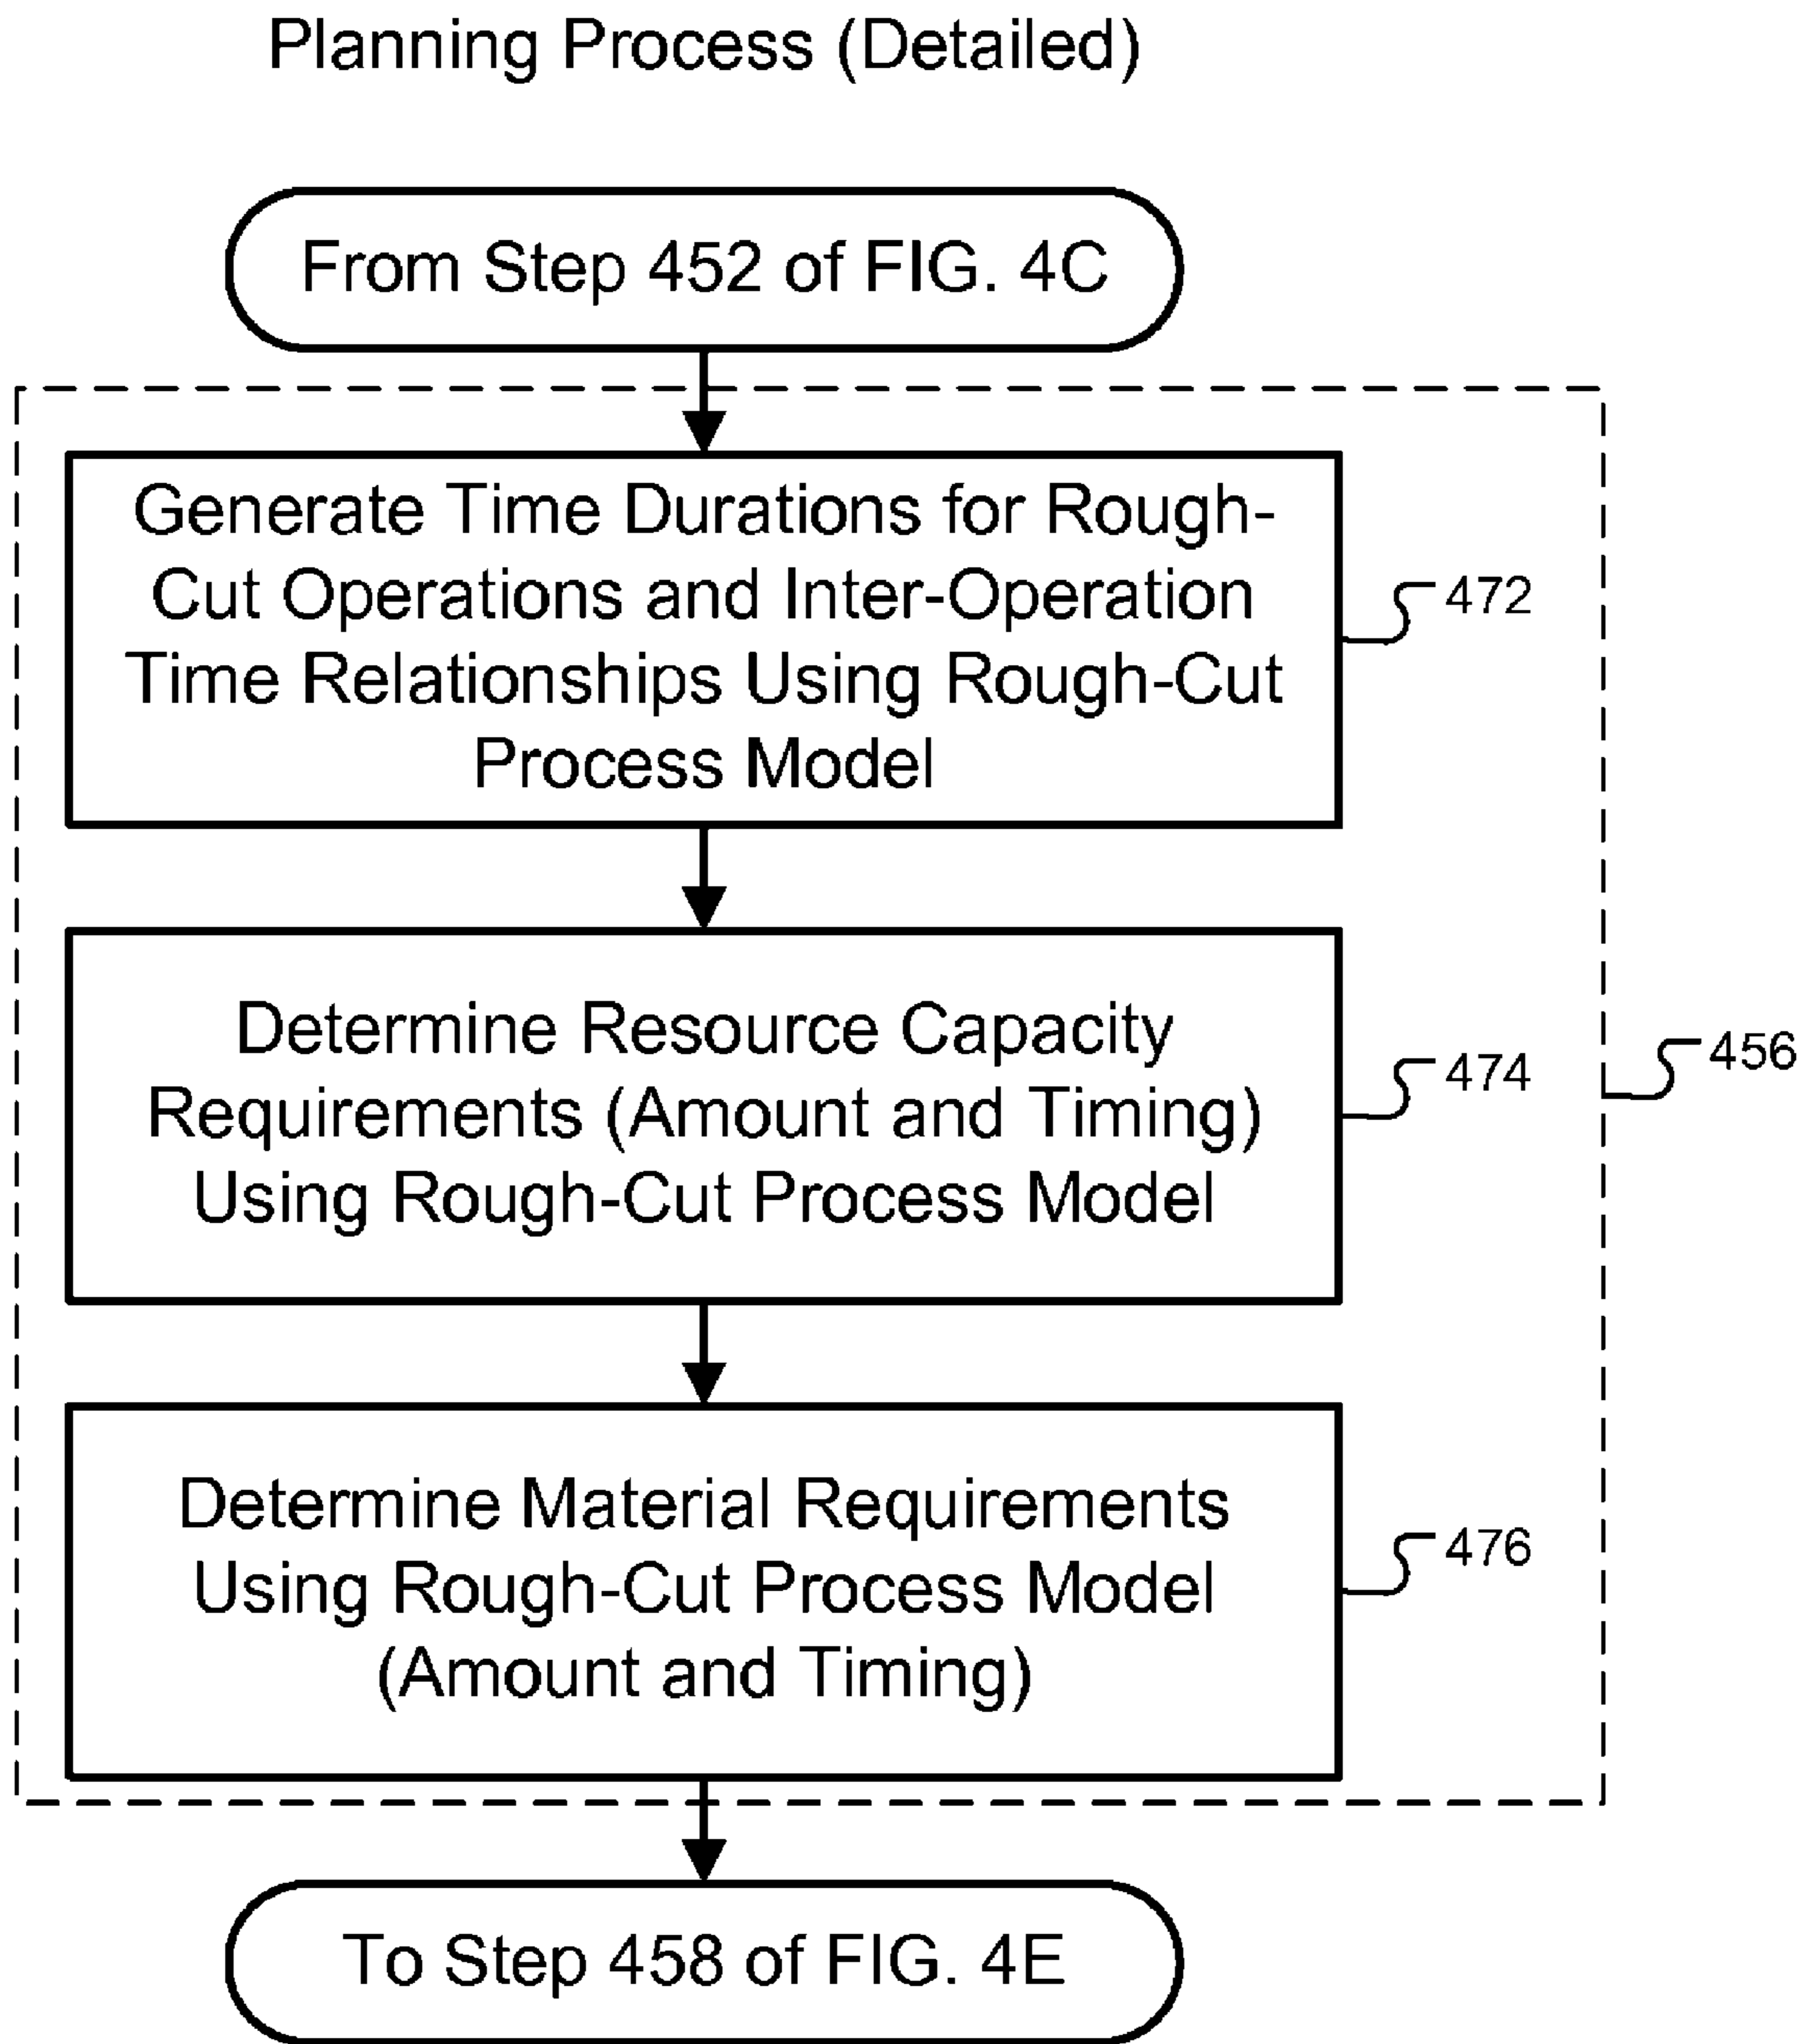 Planning Process (Detailed)
From Step 452 of FIG. 4C
Generate Time Durations for Rough-
Cut Operations and Inter-Operation
Time Relationships Using Rough-Cut
Process Model
472
Determine Resource Capacity
Requirements (Amount and Timing)
Using Rough-Cut Process Model
474
456
Determine Material Requirements
Using Rough-Cut Process Model
(Amount and Timing)
476
To Step 458 of FIG. 4E